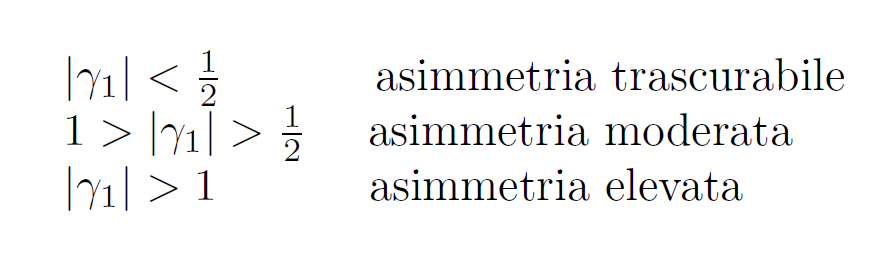 |γ₁| < ½ asimmetria trascurabile
1 > |γ₁| > ½ asimmetria moderata
|γ₁| > 1 asimmetria elevata